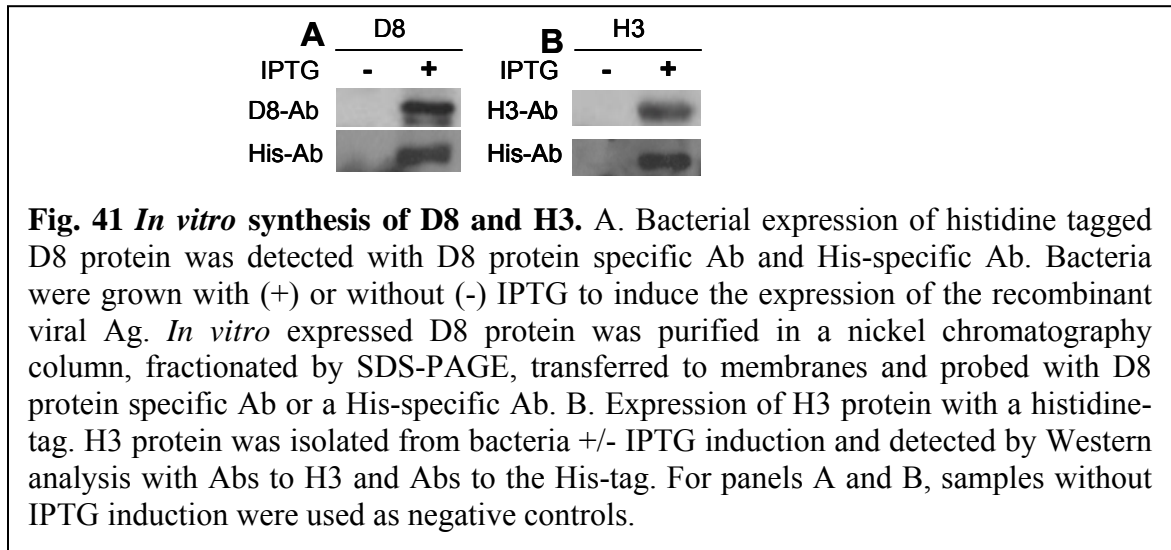 A D8 B H3
IPTG - + IPTG - +
D8-Ab H3-Ab
His-Ab His-Ab
Fig. 41 In vitro synthesis of D8 and H3. A. Bacterial expression of histidine tagged
D8 protein was detected with D8 protein specific Ab and His-specific Ab. Bacteria
were grown with (+) or without (-) IPTG to induce the expression of the recombinant
viral Ag. In vitro expressed D8 protein was purified in a nickel chromatography
column, fractionated by SDS-PAGE, transferred to membranes and probed with D8
protein specific Ab or a His-specific Ab. B. Expression of H3 protein with a histidine-
tag. H3 protein was isolated from bacteria +/- IPTG induction and detected by Western
analysis with Abs to H3 and Abs to the His-tag. For panels A and B, samples without
IPTG induction were used as negative controls.